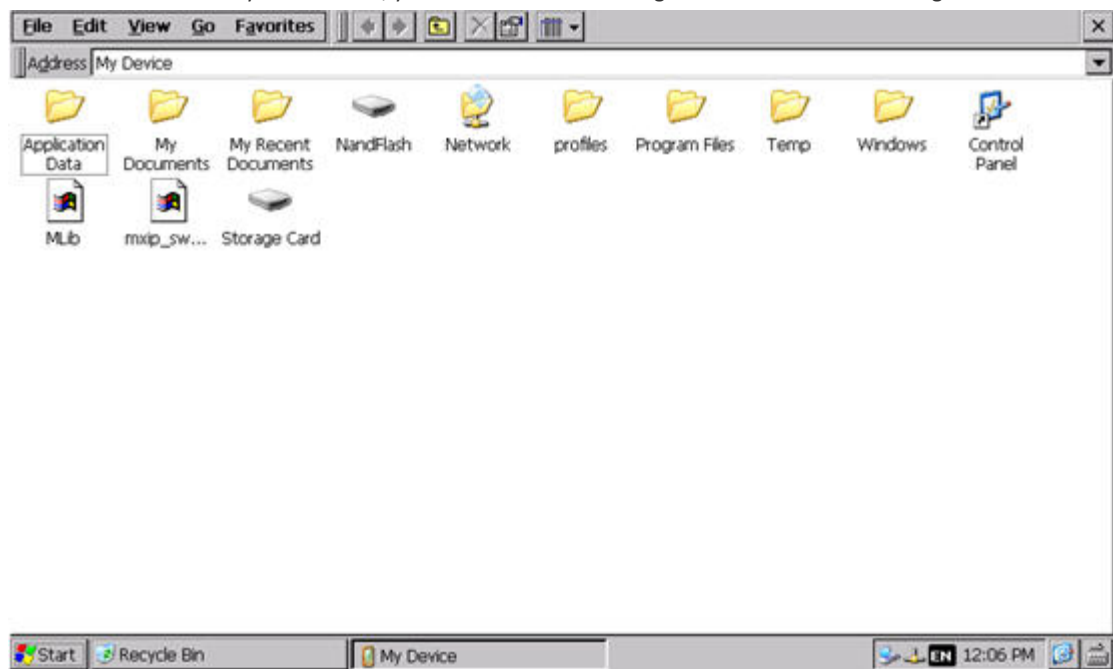 File Edit View Go Favorites
Address My Device
Application Data
My Documents
My Recent Documents
NandFlash
Network
profiles
Program Files
Temp
Windows
Control Panel
MLib
mxip_sw...
Storage Card
Start
Recycle Bin
My Device
EN
12:06 PM